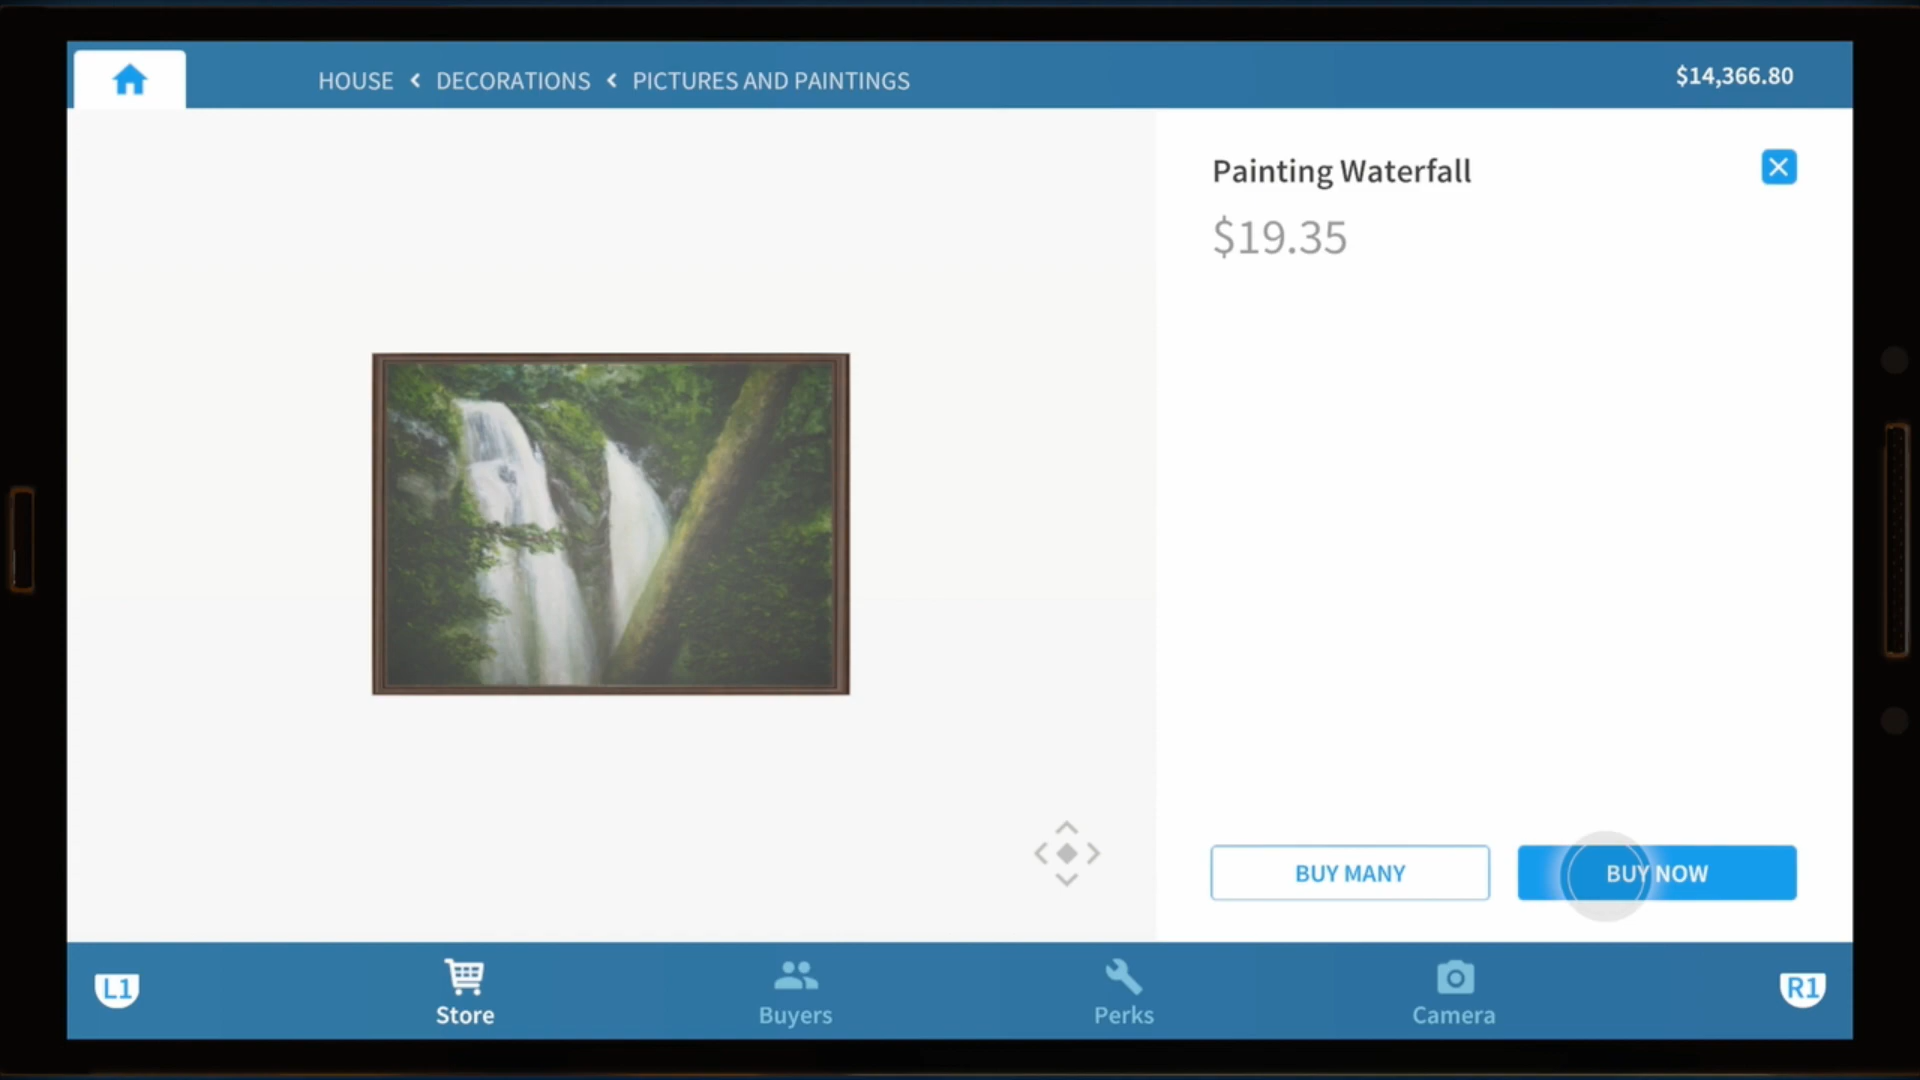 HOUSE < DECORATIONS < PICTURES AND PAINTINGS
$14,366.80
Painting Waterfall
$19.35
BUY MANY
BUY NOW
L1
Store
Buyers
Perks
Camera
R1